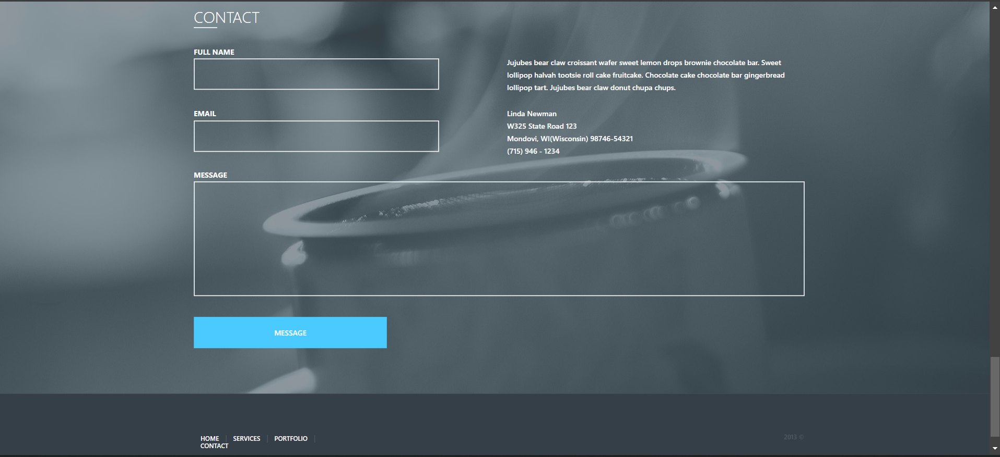 CONTACT
FULL NAME
Jujubes bear claw croissant wafer sweet lemon drops brownie chocolate bar. Sweet
lollipop halvah tootsie roll cake fruitcake. Chocolate cake chocolate bar gingerbread
lollipop tart. Jujubes bear claw donut chupa chups.
EMAIL
Linda Newman
W325 State Road 123
Mondovi, WI(Wisconsin) 98746-54321
(715) 946 - 1234
MESSAGE
MESSAGE
HOME | SERVICES | PORTFOLIO |
CONTACT
2013 ©